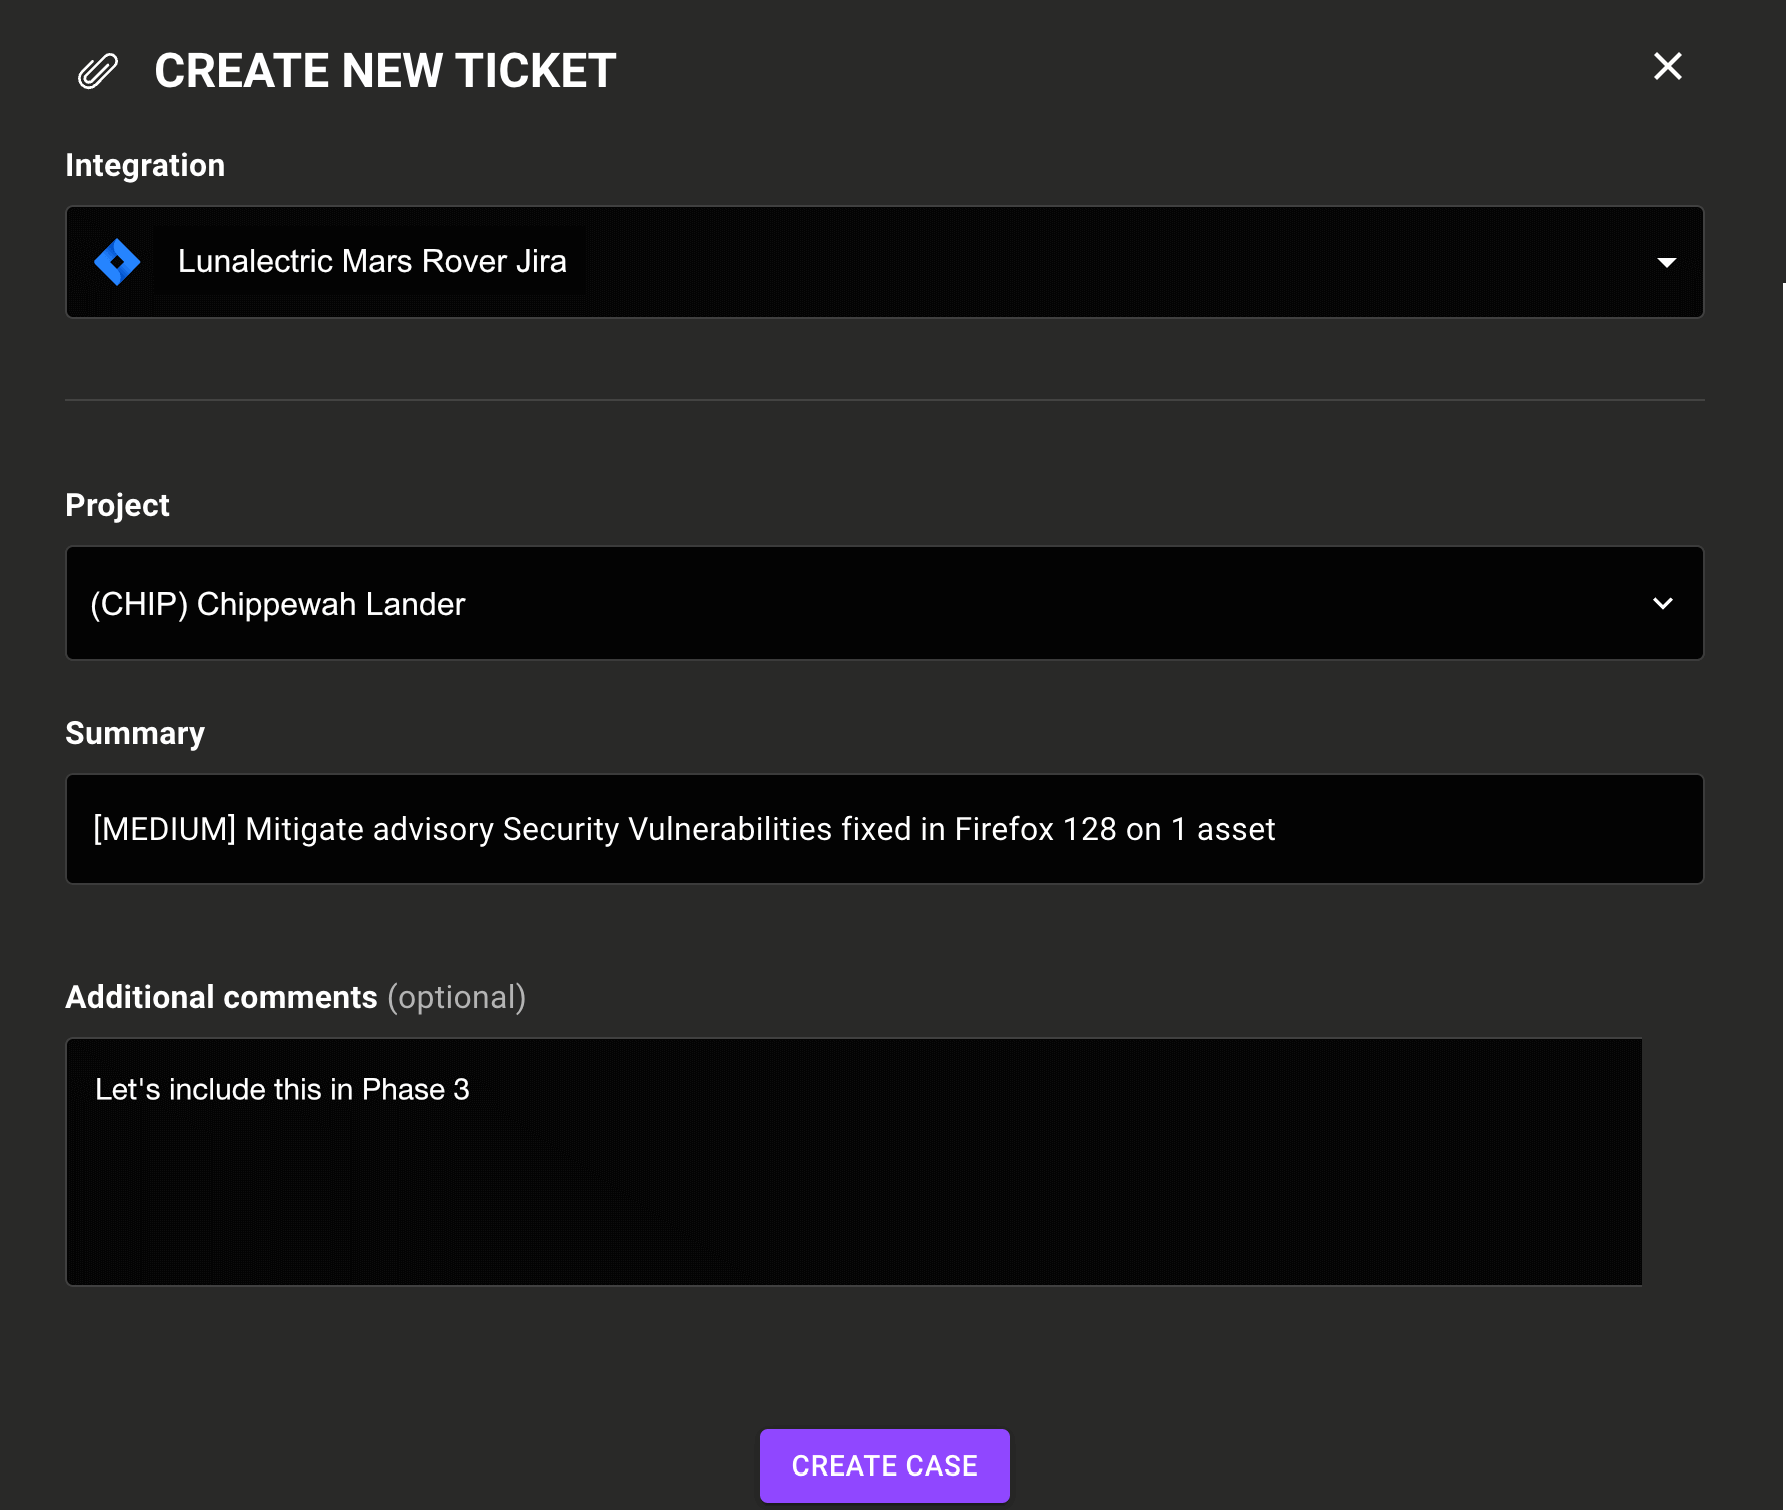 CREATE NEW TICKET
Integration
Lunalectric Mars Rover Jira
Project
(CHIP) Chippewah Lander
Summary
[MEDIUM] Mitigate advisory Security Vulnerabilities fixed in Firefox 128 on 1 asset
Additional comments (optional)
Let's include this in Phase 3
CREATE CASE